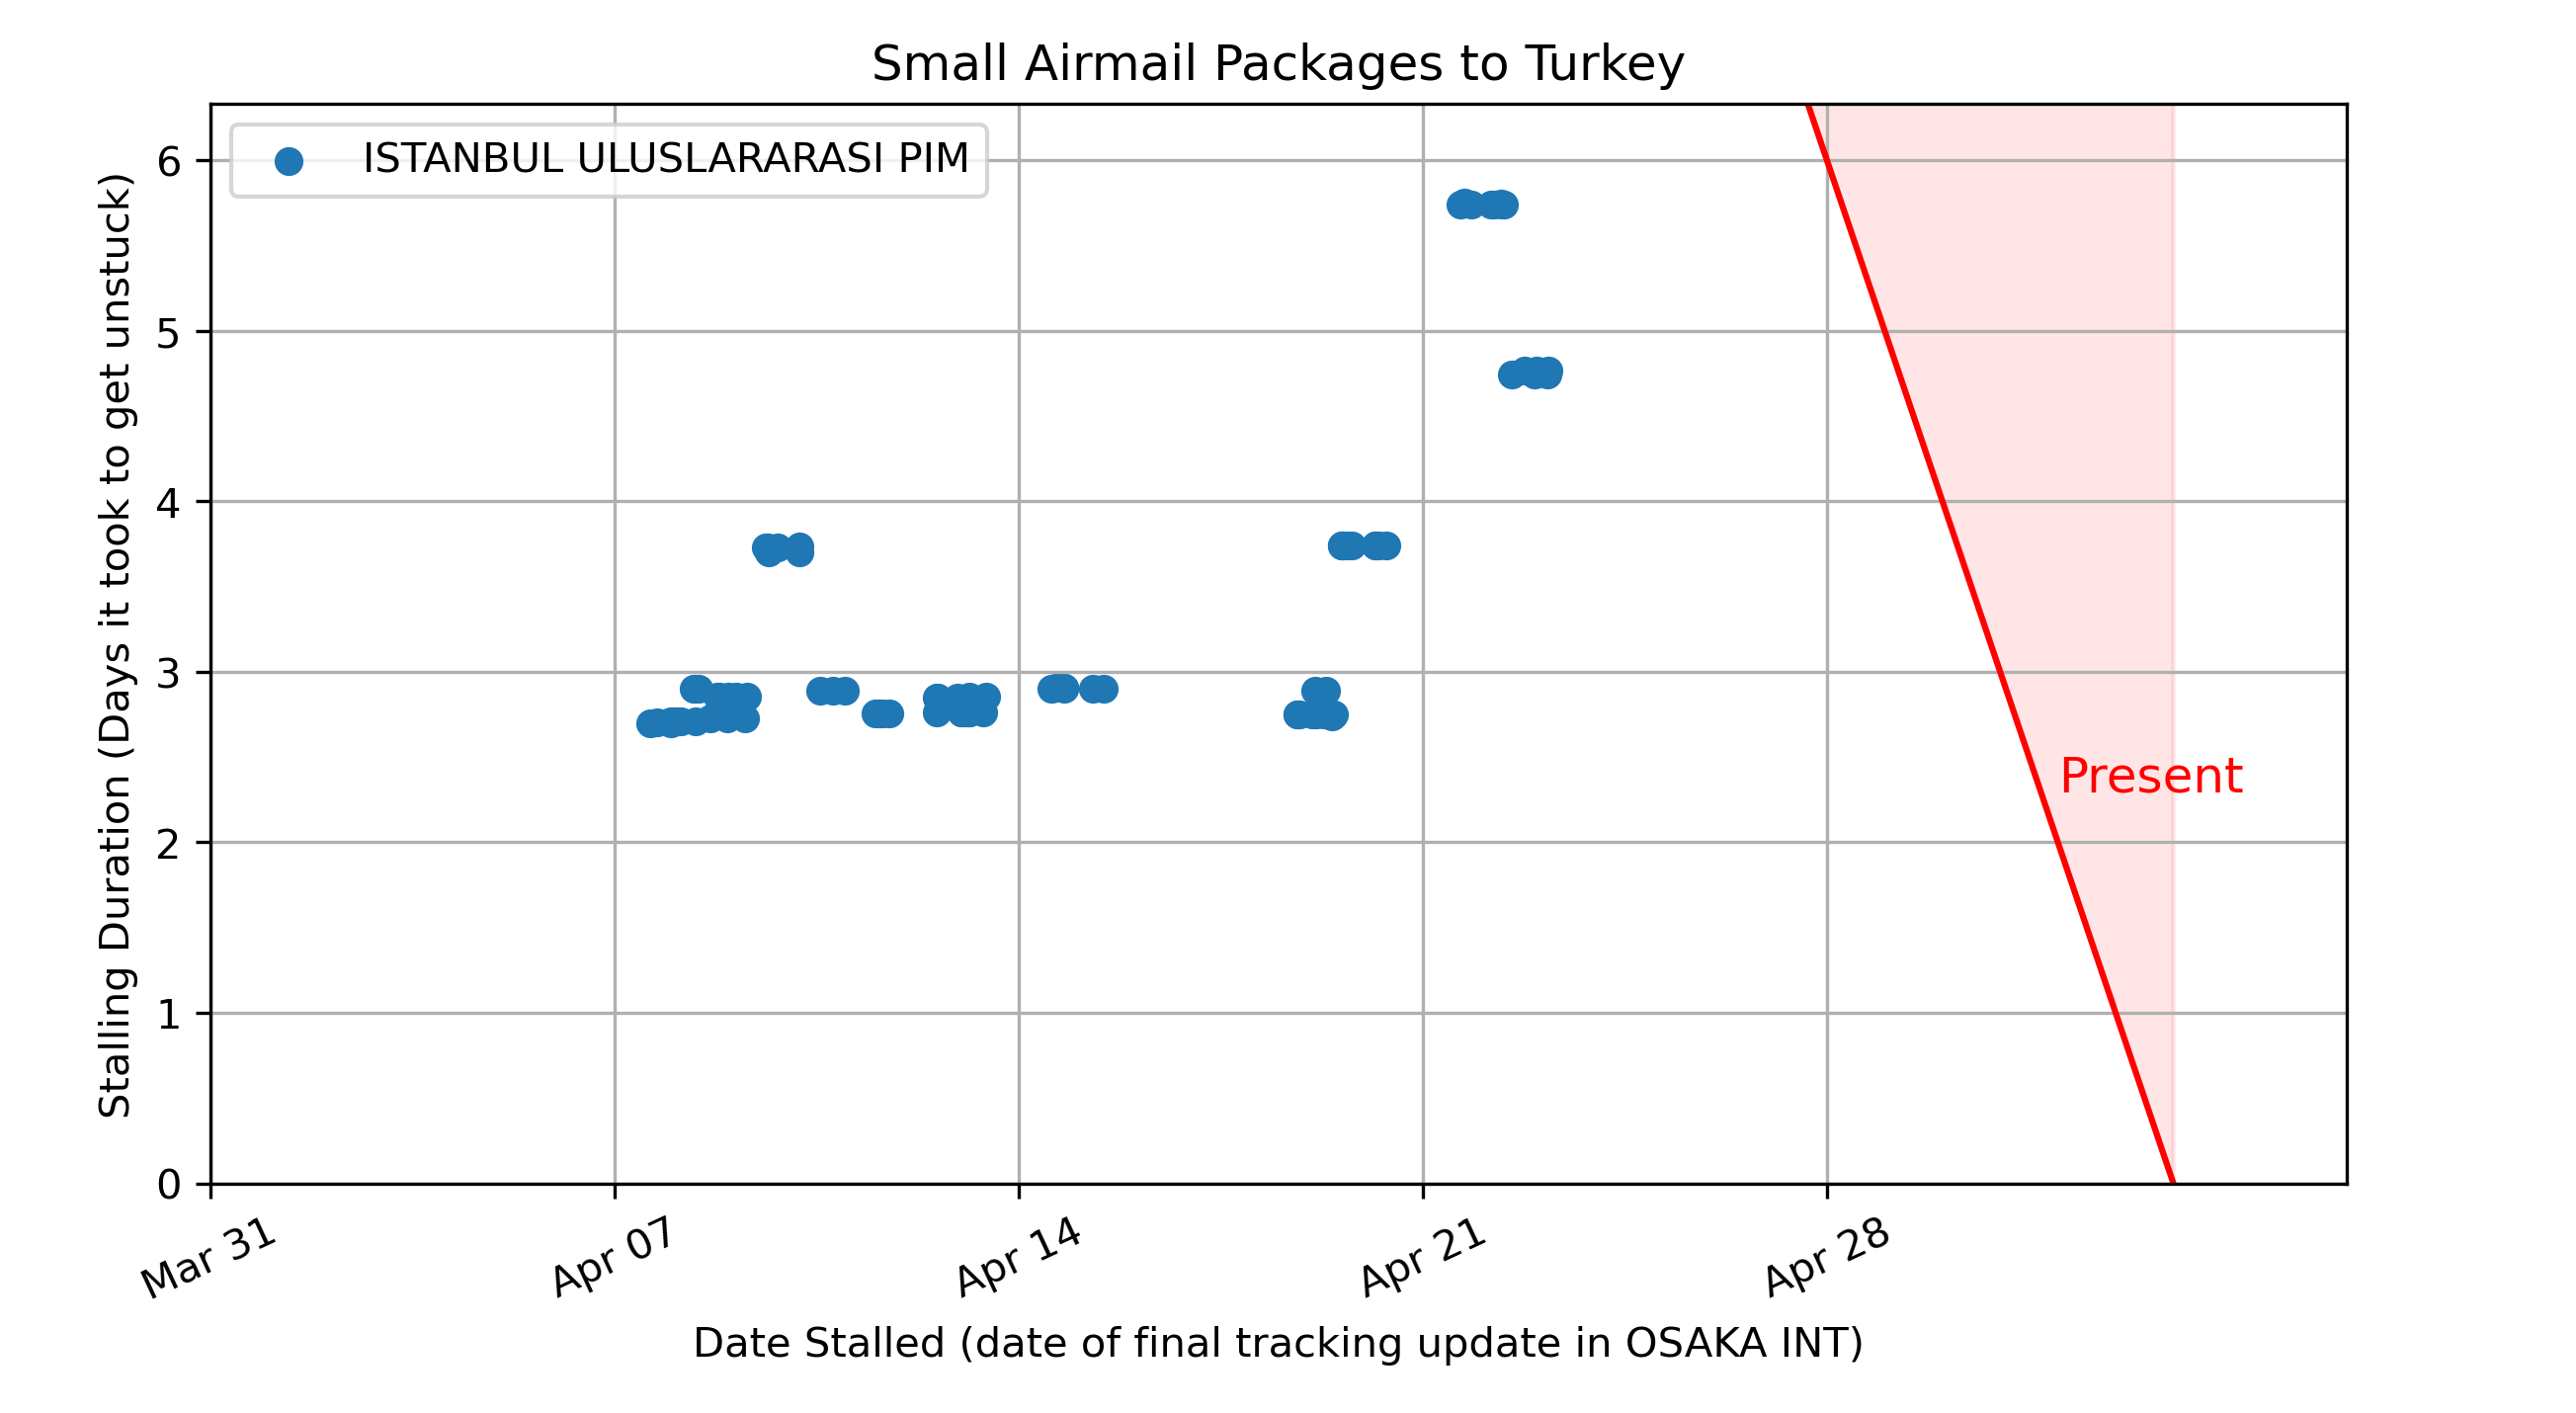 Small Airmail Packages to Turkey
ISTANBUL ULUSLARARASI PIM
Stalling Duration (Days it took to get unstuck)
6
5
4
3
2
1
0
Present
Mar 31
Apr 07
Apr 14
Apr 21
Apr 28
Date Stalled (date of final tracking update in OSAKA INT)